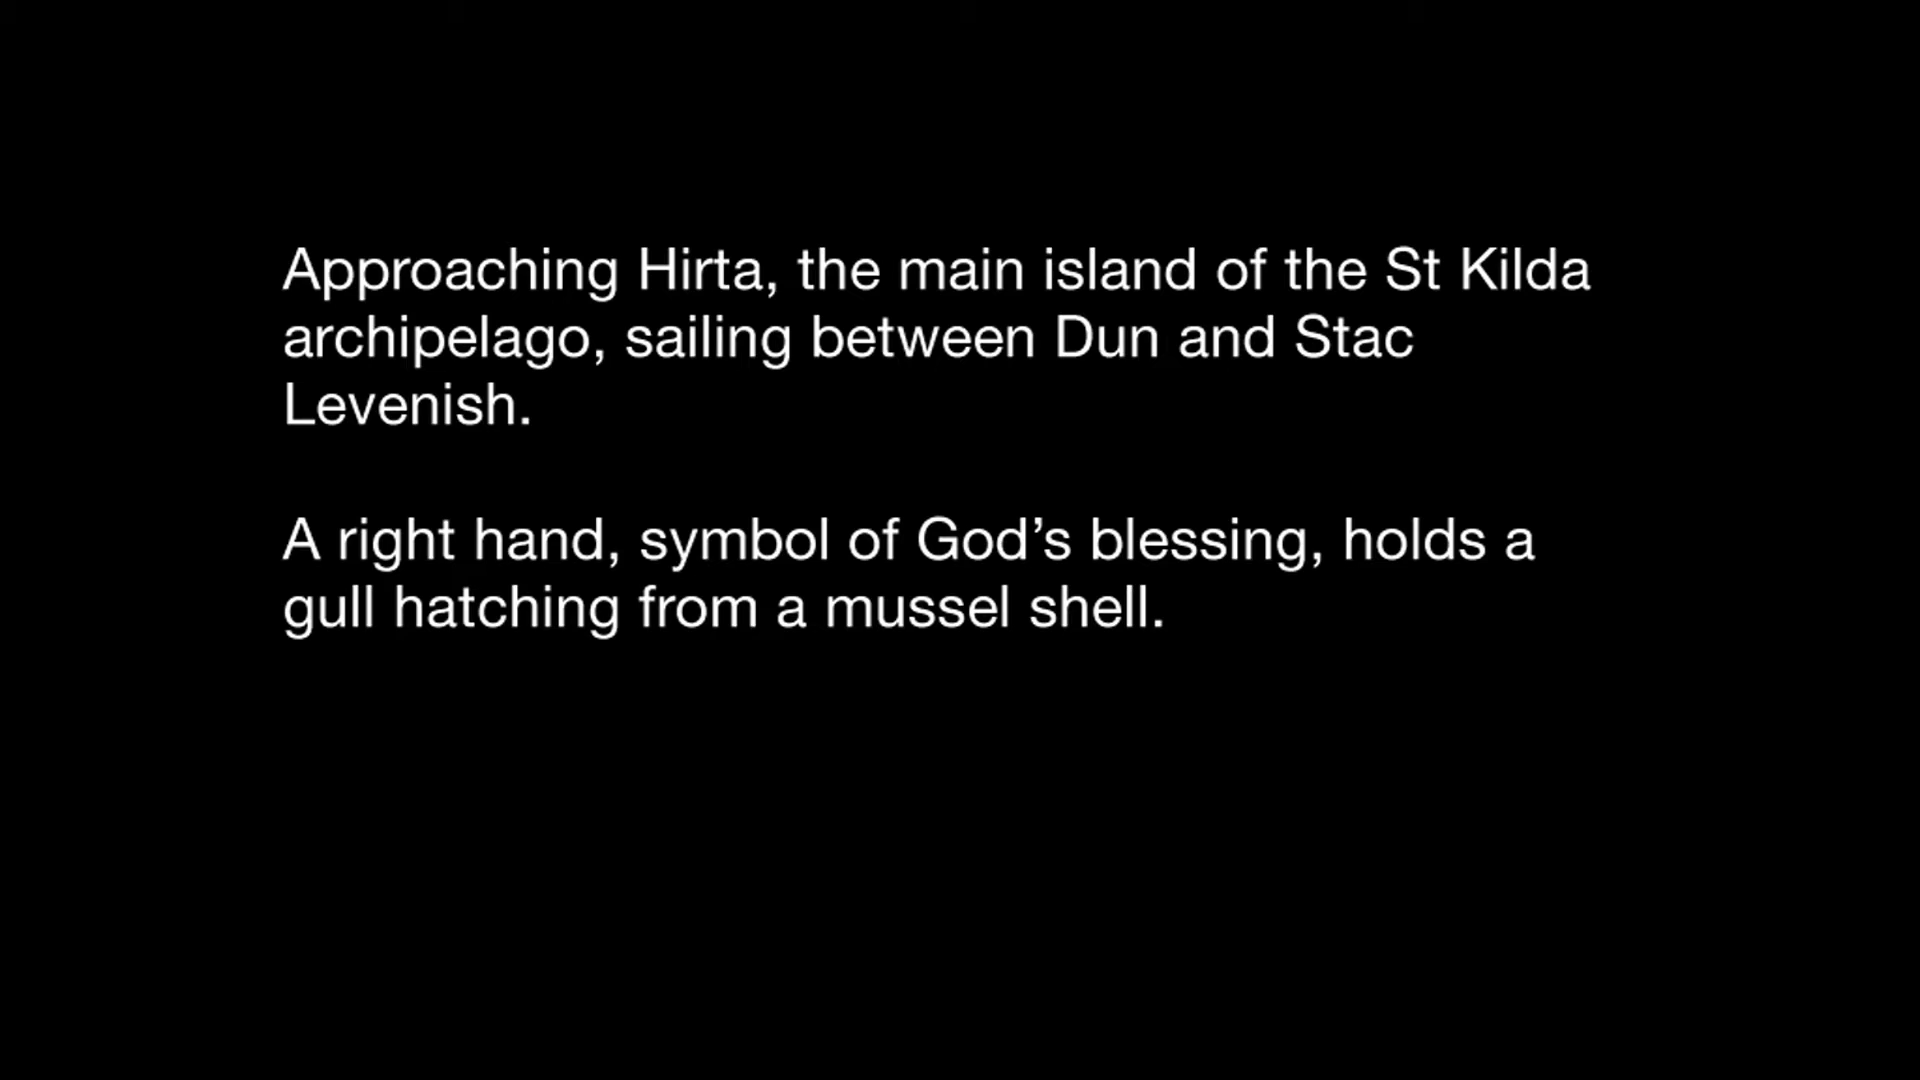 Approaching Hirta, the main island of the St Kilda
archipelago, sailing between Dun and Stac
Levenish.
A right hand, symbol of God’s blessing, holds a
gull hatching from a mussel shell.